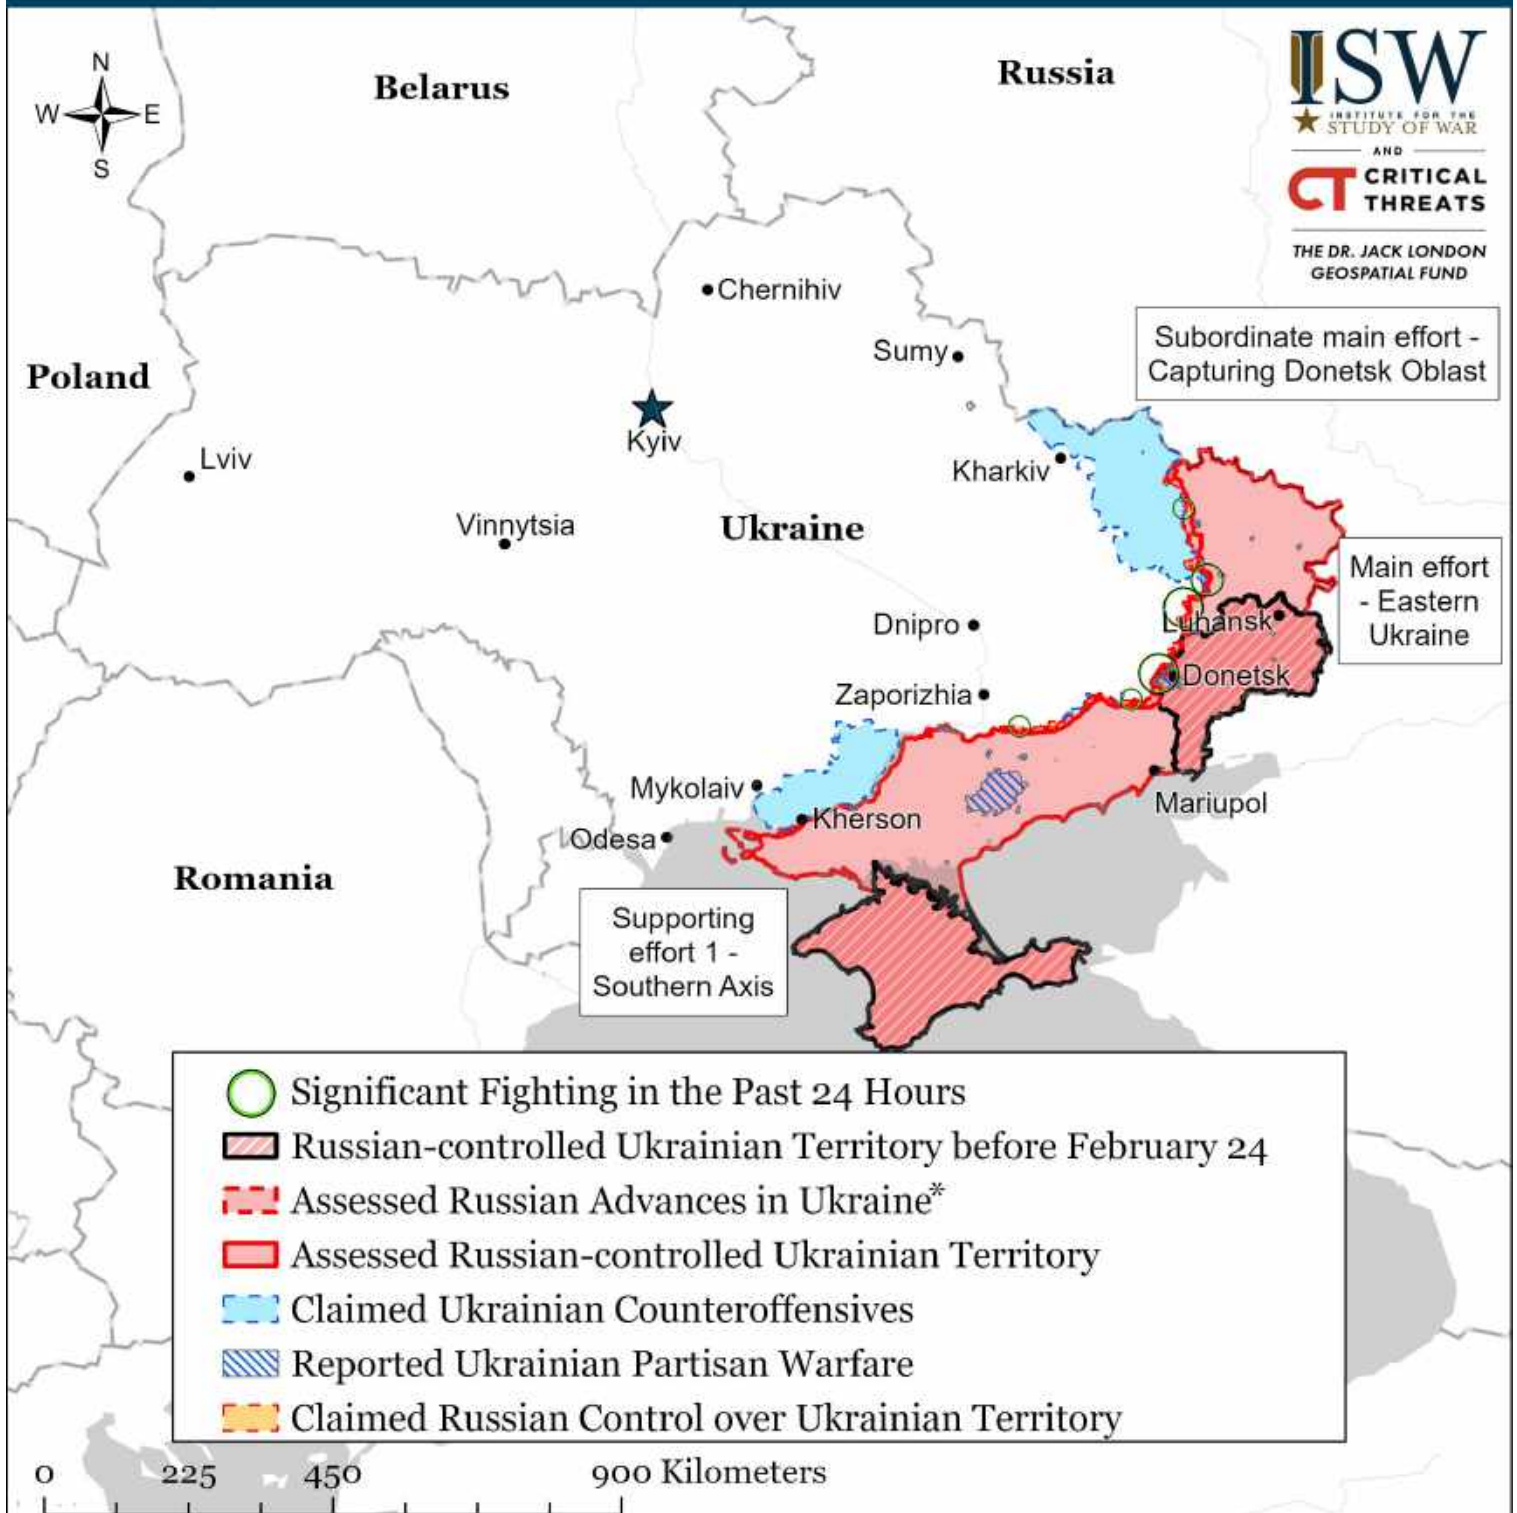 N
W
E
S
Belarus
Russia
ISW
INSTITUTE FOR THE
STUDY OF WAR
AND
CT CRITICAL
THREATS
THE DR. JACK LONDON
GEOSPATIAL FUND
Chernihiv
Subordinate main effort -
Capturing Donetsk Oblast
Sumy
Poland
Kyiv
Lviv
Kharkiv
Vinnytsia
Ukraine
Main effort
- Eastern
Ukraine
Dnipro
Luhansk
Donetsk
Zaporizhia
Mykolaiv
Mariupol
Kherson
Odesa
Romania
Supporting
effort 1 -
Southern Axis
Significant Fighting in the Past 24 Hours
Russian-controlled Ukrainian Territory before February 24
Assessed Russian Advances in Ukraine*
Assessed Russian-controlled Ukrainian Territory
Claimed Ukrainian Counteroffensives
Reported Ukrainian Partisan Warfare
Claimed Russian Control over Ukrainian Territory
0 225 450 900 Kilometers